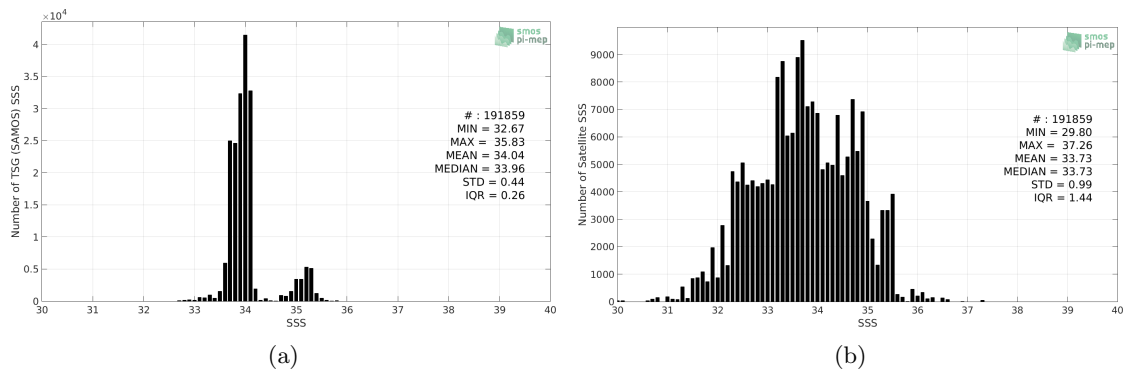 ×10⁴
4
3.5
3
2.5
2
1.5
1
0.5
0
Number of TSG (SAMOS) SSS
30 31 32 33 34 35 36 37 38 39 40
SSS
smos
pi-mep
# : 191859
MIN = 32.67
MAX = 35.83
MEAN = 34.04
MEDIAN = 33.96
STD = 0.44
IQR = 0.26
(a)
9000
8000
7000
6000
5000
4000
3000
2000
1000
0
Number of Satellite SSS
30 31 32 33 34 35 36 37 38 39 40
SSS
smos
pi-mep
# : 191859
MIN = 29.80
MAX = 37.26
MEAN = 33.73
MEDIAN = 33.73
STD = 0.99
IQR = 1.44
(b)